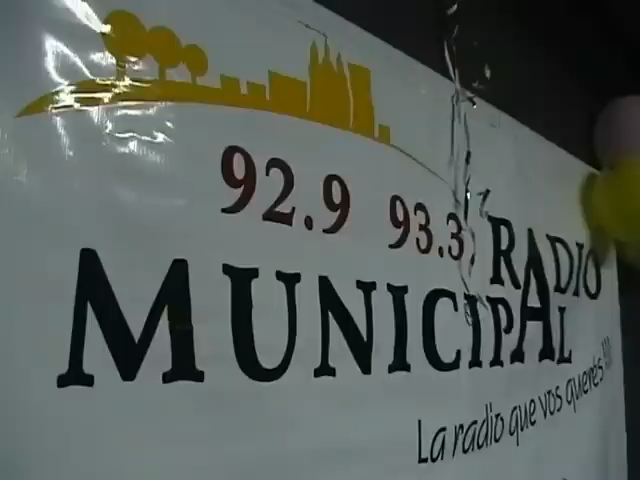 92.9 93.3
RADIO
MUNICIPAL
La radio que vos querés!!!